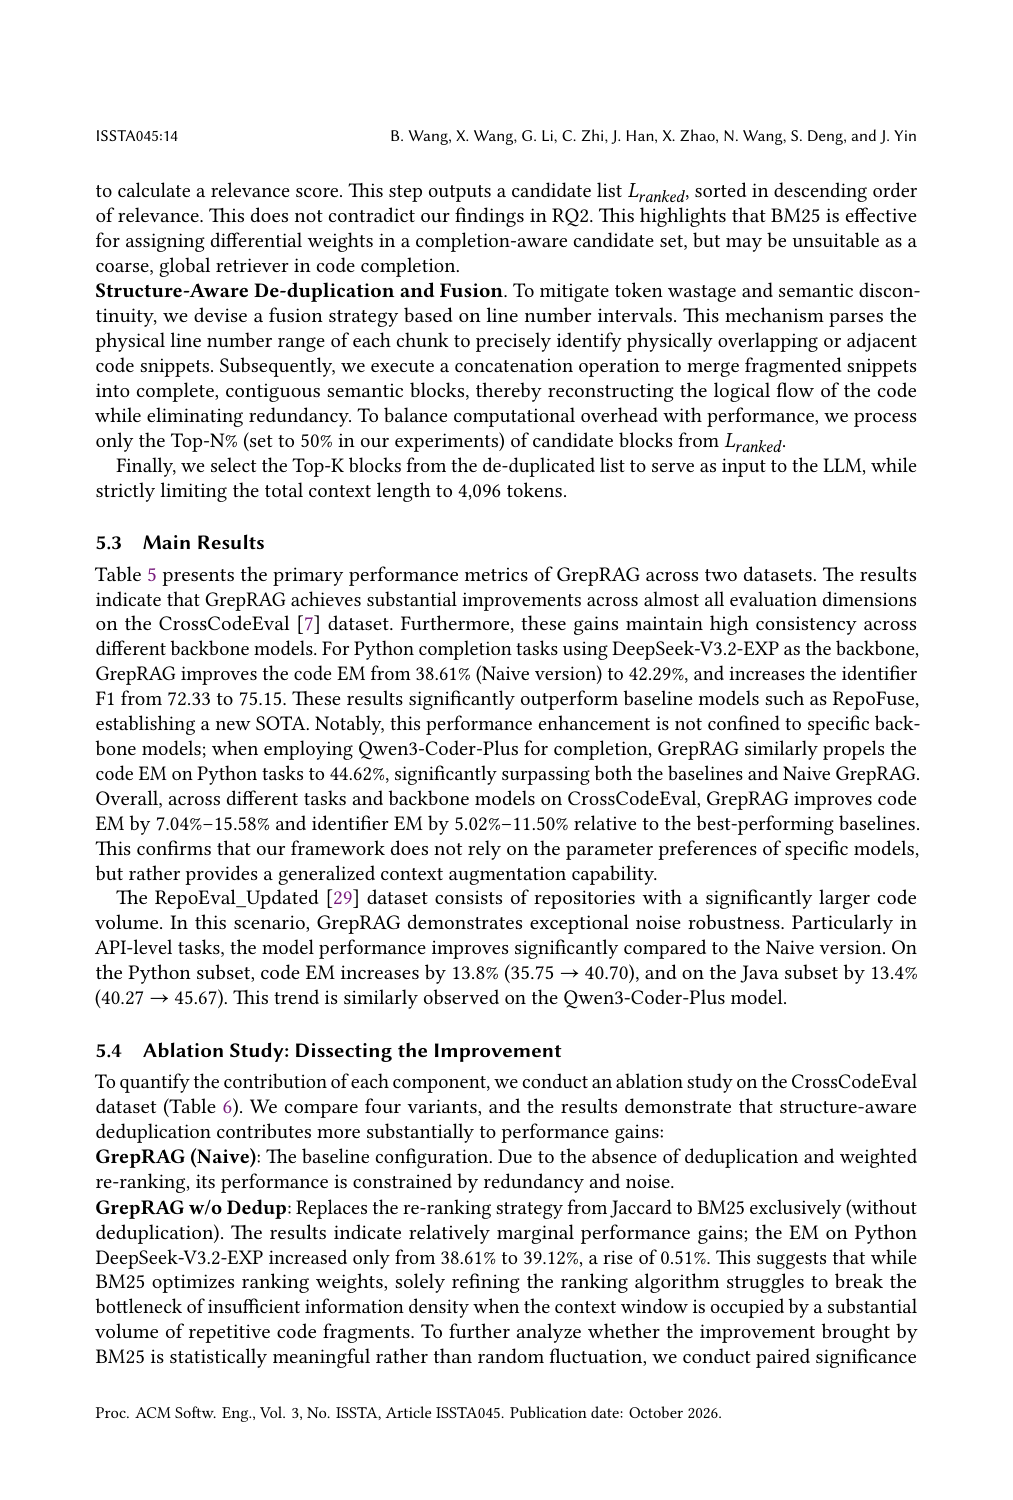 ISSTA045:14 B. Wang, X. Wang, G. Li, C. Zhi, J. Han, X. Zhao, N. Wang, S. Deng, and J. Yin
to calculate a relevance score. This step outputs a candidate list L_ranked, sorted in descending order
of relevance. This does not contradict our findings in RQ2. This highlights that BM25 is effective
for assigning differential weights in a completion-aware candidate set, but may be unsuitable as a
coarse, global retriever in code completion.
Structure-Aware De-duplication and Fusion. To mitigate token wastage and semantic discon-
tinuity, we devise a fusion strategy based on line number intervals. This mechanism parses the
physical line number range of each chunk to precisely identify physically overlapping or adjacent
code snippets. Subsequently, we execute a concatenation operation to merge fragmented snippets
into complete, contiguous semantic blocks, thereby reconstructing the logical flow of the code
while eliminating redundancy. To balance computational overhead with performance, we process
only the Top-N% (set to 50% in our experiments) of candidate blocks from L_ranked.
Finally, we select the Top-K blocks from the de-duplicated list to serve as input to the LLM, while
strictly limiting the total context length to 4,096 tokens.
5.3 Main Results
Table 5 presents the primary performance metrics of GrepRAG across two datasets. The results
indicate that GrepRAG achieves substantial improvements across almost all evaluation dimensions
on the CrossCodeEval [7] dataset. Furthermore, these gains maintain high consistency across
different backbone models. For Python completion tasks using DeepSeek-V3.2-EXP as the backbone,
GrepRAG improves the code EM from 38.61% (Naive version) to 42.29%, and increases the identifier
F1 from 72.33 to 75.15. These results significantly outperform baseline models such as RepoFuse,
establishing a new SOTA. Notably, this performance enhancement is not confined to specific back-
bone models; when employing Qwen3-Coder-Plus for completion, GrepRAG similarly propels the
code EM on Python tasks to 44.62%, significantly surpassing both the baselines and Naive GrepRAG.
Overall, across different tasks and backbone models on CrossCodeEval, GrepRAG improves code
EM by 7.04%–15.58% and identifier EM by 5.02%–11.50% relative to the best-performing baselines.
This confirms that our framework does not rely on the parameter preferences of specific models,
but rather provides a generalized context augmentation capability.
The RepoEval_Updated [29] dataset consists of repositories with a significantly larger code
volume. In this scenario, GrepRAG demonstrates exceptional noise robustness. Particularly in
API-level tasks, the model performance improves significantly compared to the Naive version. On
the Python subset, code EM increases by 13.8% (35.75 → 40.70), and on the Java subset by 13.4%
(40.27 → 45.67). This trend is similarly observed on the Qwen3-Coder-Plus model.
5.4 Ablation Study: Dissecting the Improvement
To quantify the contribution of each component, we conduct an ablation study on the CrossCodeEval
dataset (Table 6). We compare four variants, and the results demonstrate that structure-aware
deduplication contributes more substantially to performance gains:
GrepRAG (Naive): The baseline configuration. Due to the absence of deduplication and weighted
re-ranking, its performance is constrained by redundancy and noise.
GrepRAG w/o Dedup: Replaces the re-ranking strategy from Jaccard to BM25 exclusively (without
deduplication). The results indicate relatively marginal performance gains; the EM on Python
DeepSeek-V3.2-EXP increased only from 38.61% to 39.12%, a rise of 0.51%. This suggests that while
BM25 optimizes ranking weights, solely refining the ranking algorithm struggles to break the
bottleneck of insufficient information density when the context window is occupied by a substantial
volume of repetitive code fragments. To further analyze whether the improvement brought by
BM25 is statistically meaningful rather than random fluctuation, we conduct paired significance
Proc. ACM Softw. Eng., Vol. 3, No. ISSTA, Article ISSTA045. Publication date: October 2026.